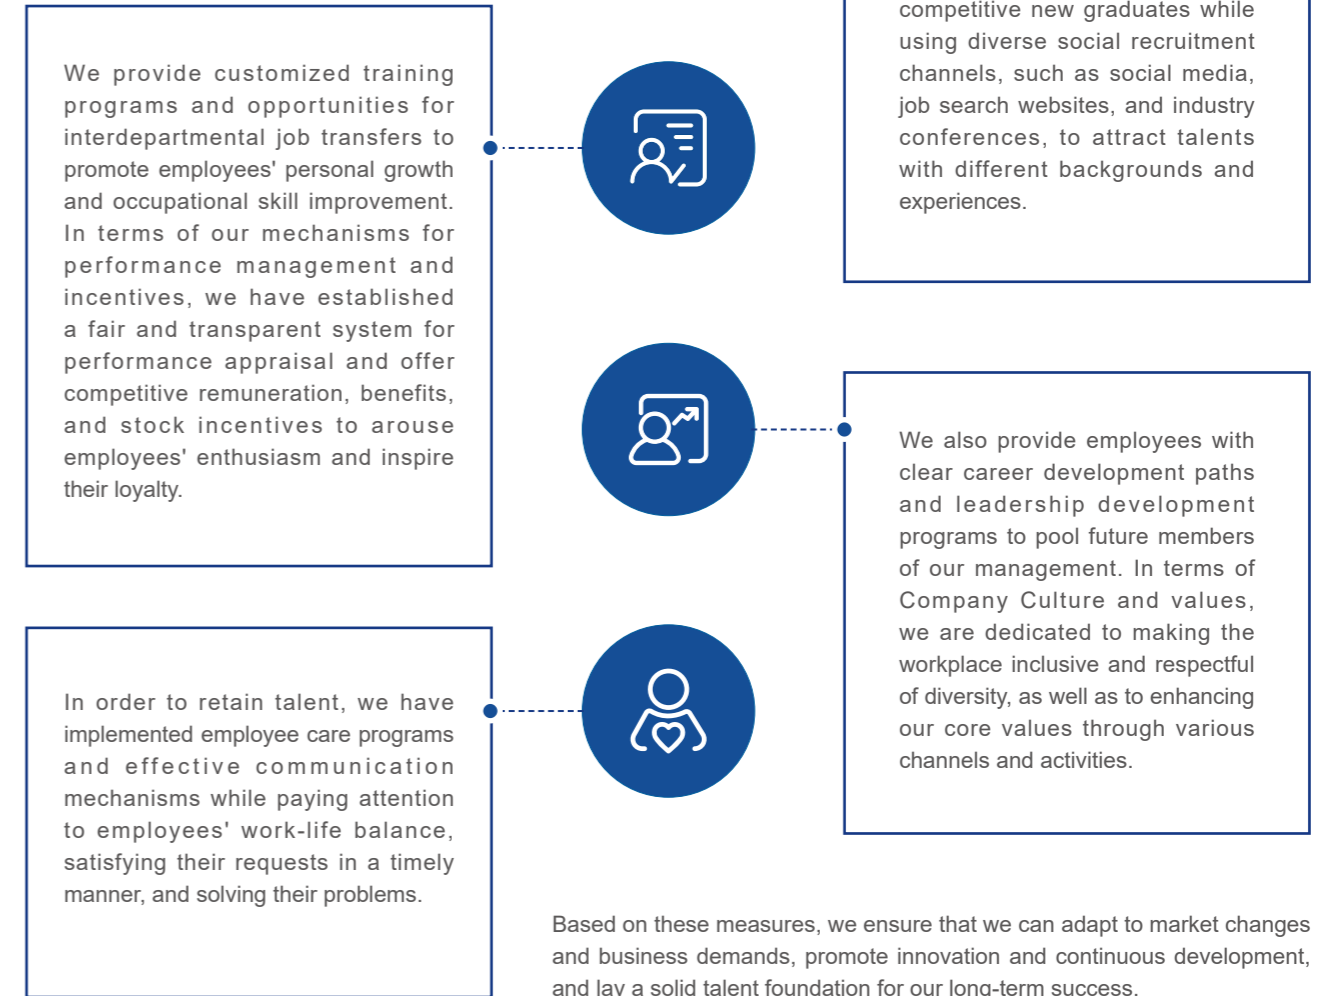 competitive new graduates while
using diverse social recruitment
channels, such as social media,
job search websites, and industry
conferences, to attract talents
with different backgrounds and
experiences.
We provide customized training
programs and opportunities for
interdepartmental job transfers to
promote employees' personal growth
and occupational skill improvement.
In terms of our mechanisms for
performance management and
incentives, we have established
a fair and transparent system for
performance appraisal and offer
competitive remuneration, benefits,
and stock incentives to arouse
employees' enthusiasm and inspire
their loyalty.
We also provide employees with
clear career development paths
and leadership development
programs to pool future members
of our management. In terms of
Company Culture and values,
we are dedicated to making the
workplace inclusive and respectful
of diversity, as well as to enhancing
our core values through various
channels and activities.
In order to retain talent, we have
implemented employee care programs
and effective communication
mechanisms while paying attention
to employees' work-life balance,
satisfying their requests in a timely
manner, and solving their problems.
Based on these measures, we ensure that we can adapt to market changes
and business demands, promote innovation and continuous development,
and lay a solid talent foundation for our long-term success.